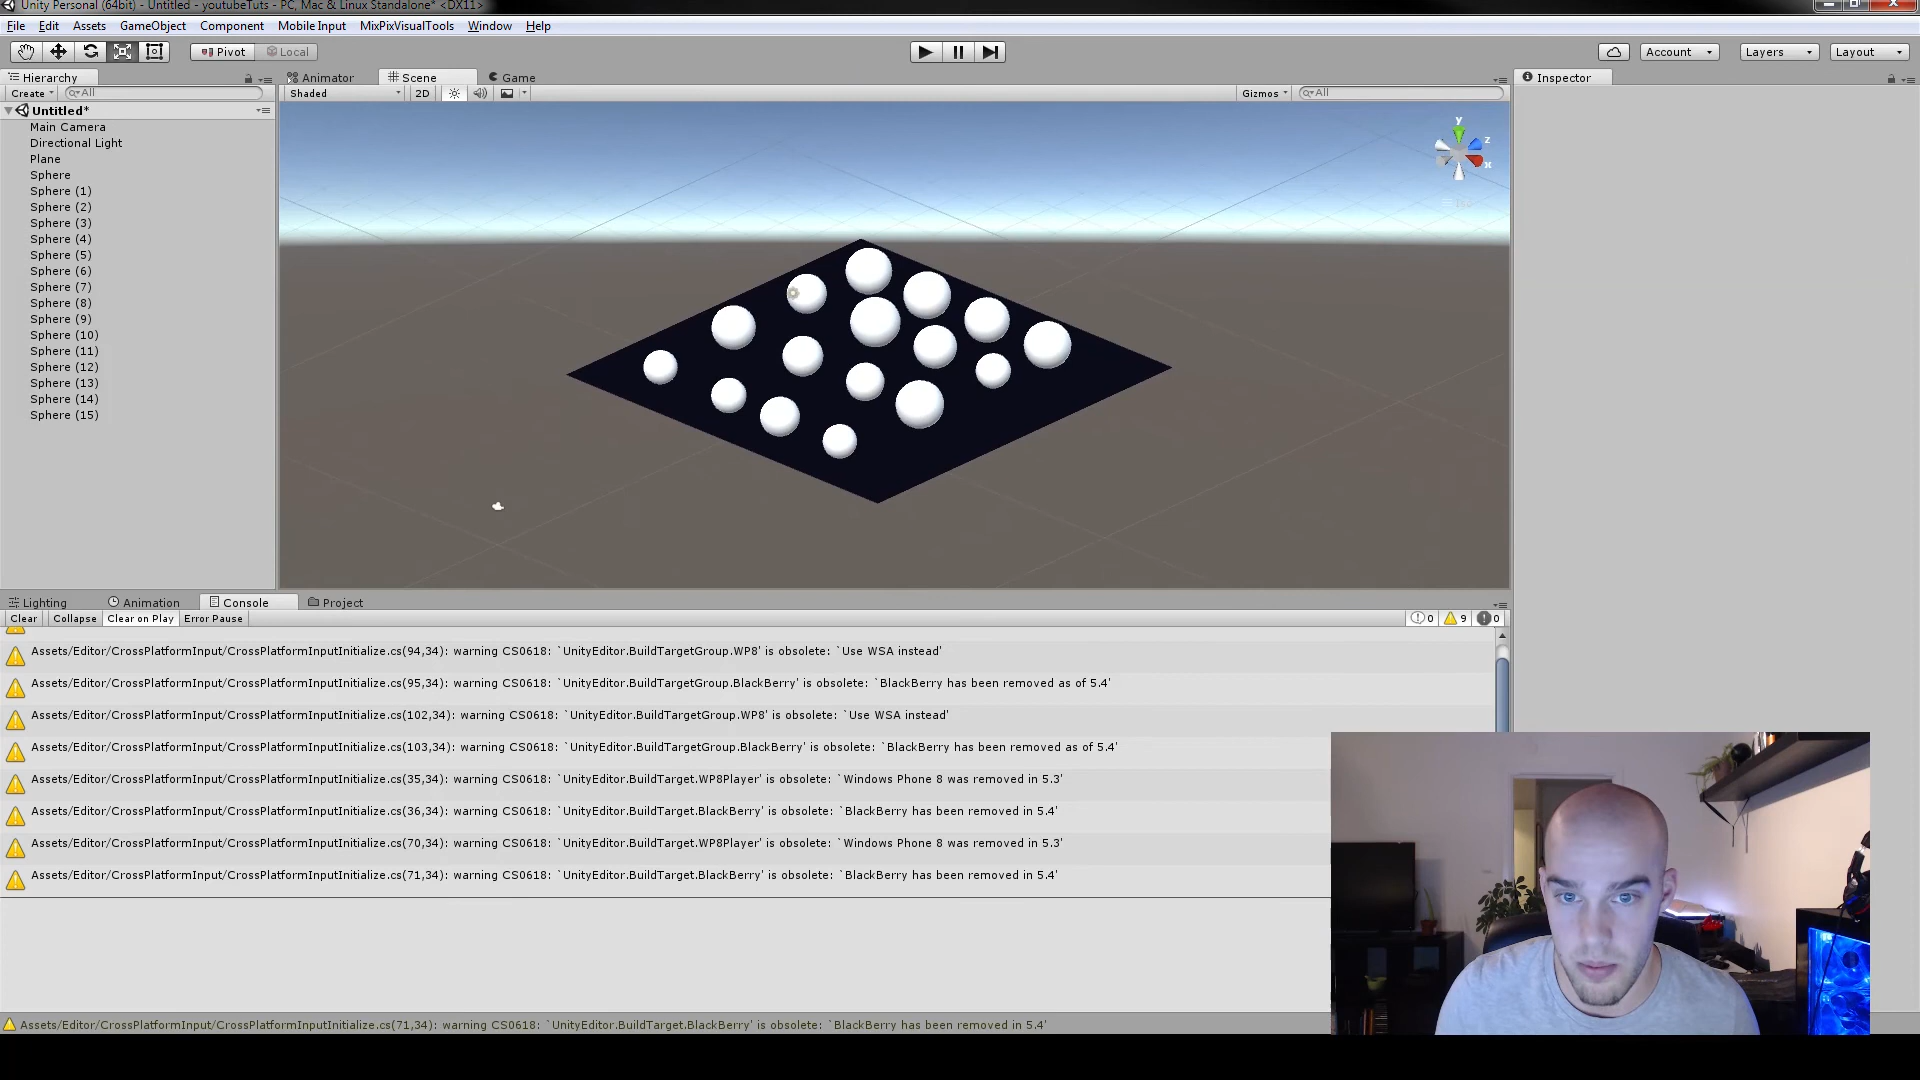 Unity Personal (64bit) - Untitled - youtubeTuts - PC, Mac & Linux Standalone* <DX11>
File Edit Assets GameObject Component Mobile Input MixPixVisualTools Window Help
Pivot Local Account Layers Layout
Hierarchy Animator Scene Game Inspector
Create All Shaded 2D Gizmos All
Untitled*
Main Camera
Directional Light
Plane
Sphere
Sphere (1)
Sphere (2)
Sphere (3)
Sphere (4)
Sphere (5)
Sphere (6)
Sphere (7)
Sphere (8)
Sphere (9)
Sphere (10)
Sphere (11)
Sphere (12)
Sphere (13)
Sphere (14)
Sphere (15)
y
z
x
Iso
Lighting Animation Console Project
Clear Collapse Clear on Play Error Pause 0 9 0
Assets/Editor/CrossPlatformInput/CrossPlatformInputInitialize.cs(94,34): warning CS0618: `UnityEditor.BuildTargetGroup.WP8' is obsolete: `Use WSA instead'
Assets/Editor/CrossPlatformInput/CrossPlatformInputInitialize.cs(95,34): warning CS0618: `UnityEditor.BuildTargetGroup.BlackBerry' is obsolete: `BlackBerry has been removed as of 5.4'
Assets/Editor/CrossPlatformInput/CrossPlatformInputInitialize.cs(102,34): warning CS0618: `UnityEditor.BuildTargetGroup.WP8' is obsolete: `Use WSA instead'
Assets/Editor/CrossPlatformInput/CrossPlatformInputInitialize.cs(103,34): warning CS0618: `UnityEditor.BuildTargetGroup.BlackBerry' is obsolete: `BlackBerry has been removed as of 5.4'
Assets/Editor/CrossPlatformInput/CrossPlatformInputInitialize.cs(35,34): warning CS0618: `UnityEditor.BuildTarget.WP8Player' is obsolete: `Windows Phone 8 was removed in 5.3'
Assets/Editor/CrossPlatformInput/CrossPlatformInputInitialize.cs(36,34): warning CS0618: `UnityEditor.BuildTarget.BlackBerry' is obsolete: `BlackBerry has been removed in 5.4'
Assets/Editor/CrossPlatformInput/CrossPlatformInputInitialize.cs(70,34): warning CS0618: `UnityEditor.BuildTarget.WP8Player' is obsolete: `Windows Phone 8 was removed in 5.3'
Assets/Editor/CrossPlatformInput/CrossPlatformInputInitialize.cs(71,34): warning CS0618: `UnityEditor.BuildTarget.BlackBerry' is obsolete: `BlackBerry has been removed in 5.4'
Assets/Editor/CrossPlatformInput/CrossPlatformInputInitialize.cs(71,34): warning CS0618: `UnityEditor.BuildTarget.BlackBerry' is obsolete: `BlackBerry has been removed in 5.4'